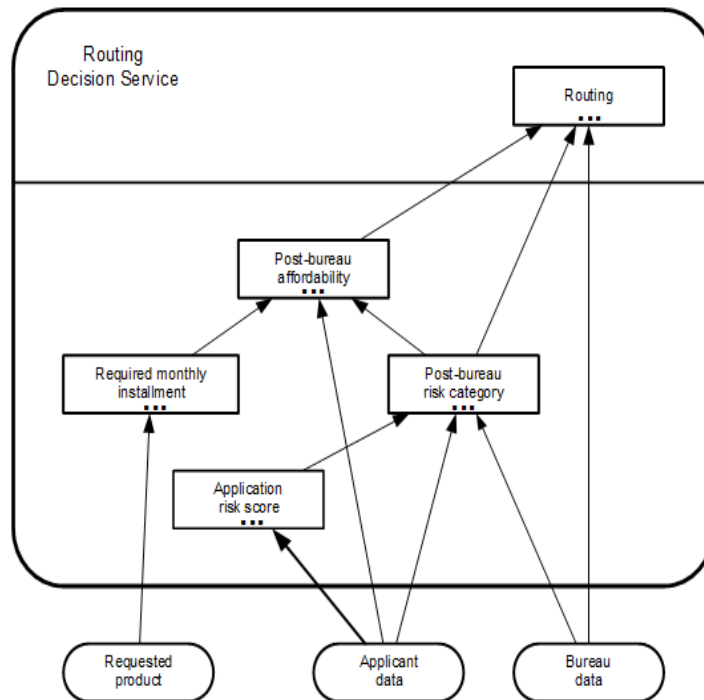 Routing
Decision Service
Routing
Post-bureau
affordability
Required monthly
installment
Post-bureau
risk category
Application
risk score
Requested
product
Applicant
data
Bureau
data